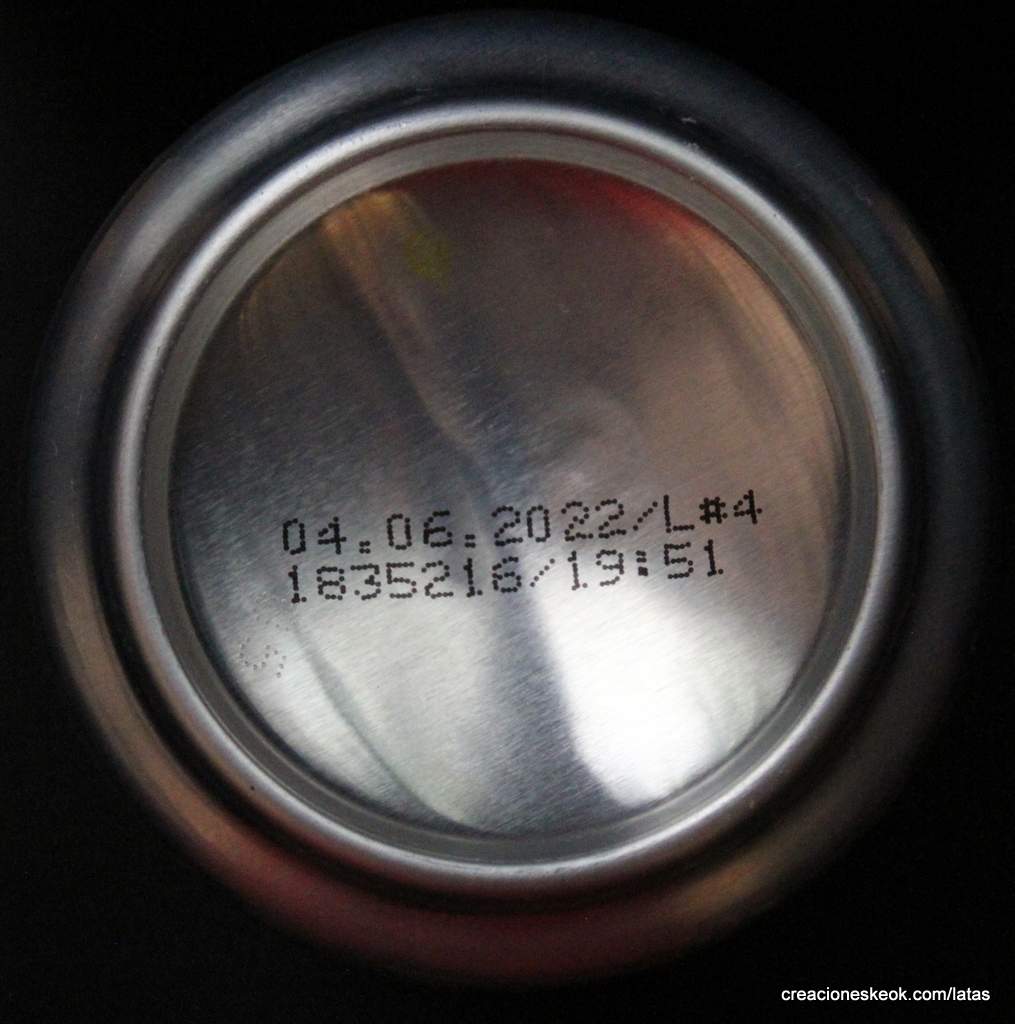 04.06.2022/L#4
1835216/19:51
creacioneskeok.com/latas